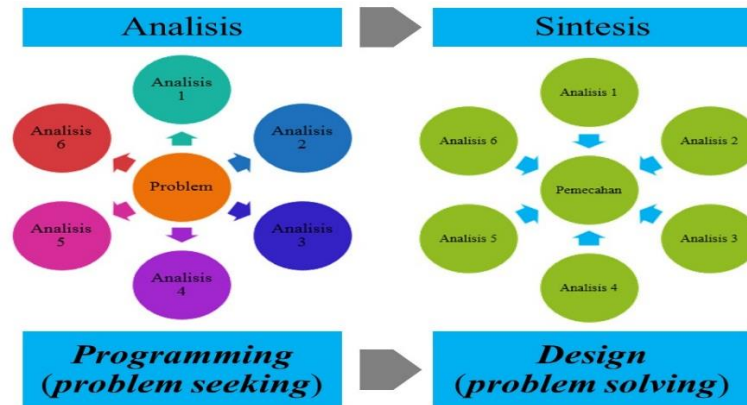 Analisis
Sintesis
Analisis
1
Analisis
2
Analisis
3
Analisis
4
Analisis
5
Analisis
6
Problem
Analisis 1
Analisis 2
Analisis 3
Analisis 4
Analisis 5
Analisis 6
Pemecahan
Programming
(problem seeking)
Design
(problem solving)